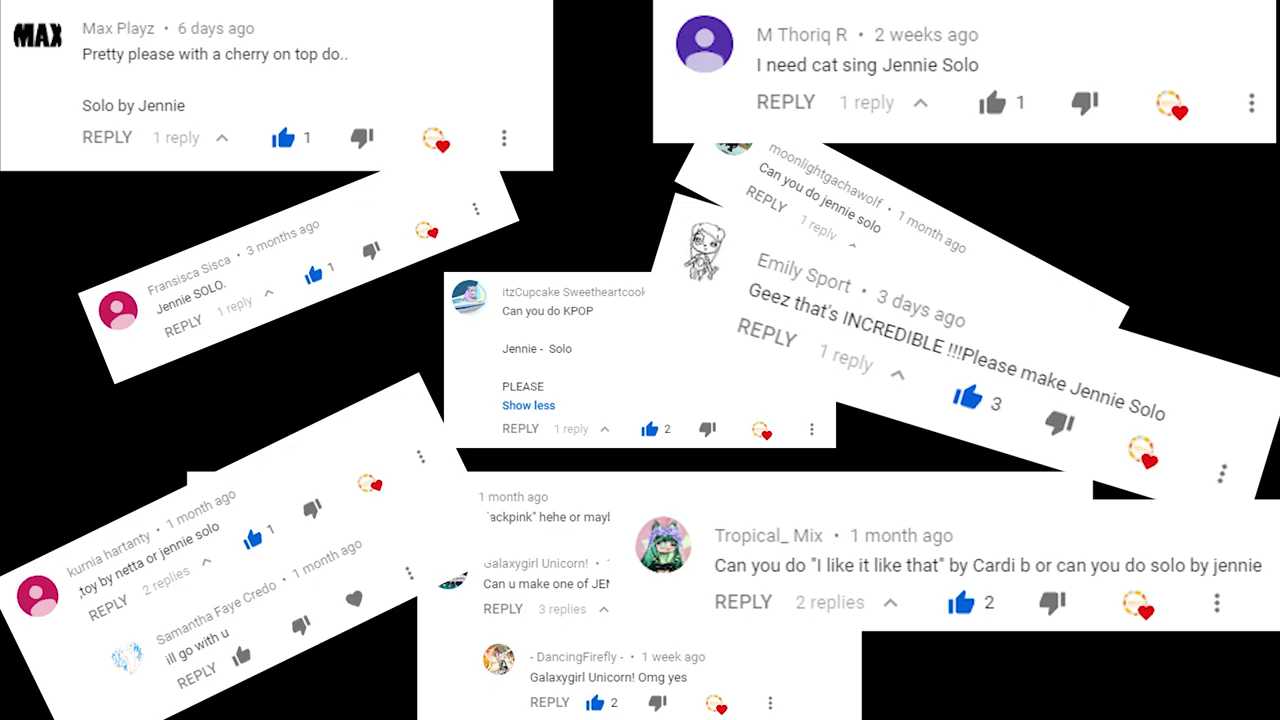 MAX
Max Playz • 6 days ago
Pretty please with a cherry on top do..
Solo by Jennie
REPLY 1 reply 1
M Thoriq R • 2 weeks ago
I need cat sing Jennie Solo
REPLY 1 reply 1
moonlightgachawolf • 1 month ago
Can you do jennie solo
REPLY 1 reply
Fransisca Sisca • 3 months ago
Jennie SOLO.
REPLY 1 reply 1
itzCupcake Sweetheartcook
Can you do KPOP
Jennie - Solo
PLEASE
Show less
REPLY 1 reply 2
Emily Sport • 3 days ago
Geez that's INCREDIBLE !!!Please make Jennie Solo
REPLY 1 reply 3
kurnia hartanty • 1 month ago
,toy by netta or jennie solo
REPLY 2 replies 1
Samantha Faye Credo • 1 month ago
ill go with u
REPLY
1 month ago
ackpink" hehe or
Galaxygirl Unicorn! •
Can u make one of
REPLY 3 replies
- DancingFirefly - • 1 week ago
Galaxygirl Unicorn! Omg yes
REPLY 2
Tropical_ Mix • 1 month ago
Can you do "I like it like that" by Cardi b or can you do solo by jennie
REPLY 2 replies 2